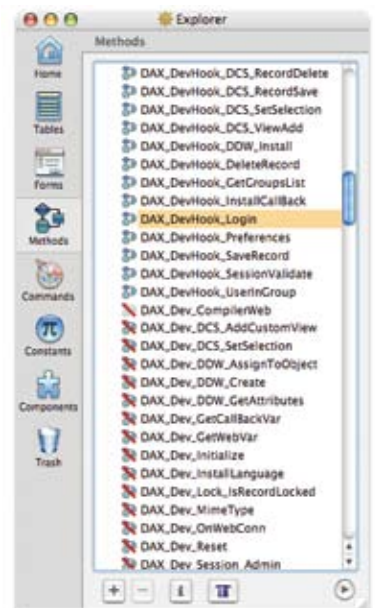 Explorer
Methods
Home
Tables
Forms
Methods
Commands
Constants
Components
Trash
DAX_DevHook_DCS_RecordDelete
DAX_DevHook_DCS_RecordSave
DAX_DevHook_DCS_SetSelection
DAX_DevHook_DCS_ViewAdd
DAX_DevHook_DDW_Install
DAX_DevHook_DeleteRecord
DAX_DevHook_GetGroupsList
DAX_DevHook_InstallCallBack
DAX_DevHook_Login
DAX_DevHook_Preferences
DAX_DevHook_SaveRecord
DAX_DevHook_SessionValidate
DAX_DevHook_UserInGroup
DAX_Dev_CompilerWeb
DAX_Dev_DCS_AddCustomView
DAX_Dev_DCS_SetSelection
DAX_Dev_DDW_AssignToObject
DAX_Dev_DDW_Create
DAX_Dev_DDW_GetAttributes
DAX_Dev_GetCallBackVar
DAX_Dev_GetWebVar
DAX_Dev_Initialize
DAX_Dev_InstallLanguage
DAX_Dev_Lock_IsRecordLocked
DAX_Dev_MimeType
DAX_Dev_OnWebConn
DAX_Dev_Reset
DAX_Dev_Session_Admin